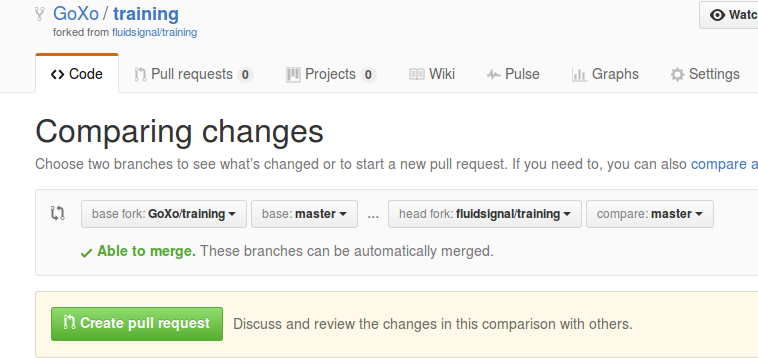 GoXo / training
Watc
forked from fluidsignal/training
Code Pull requests 0 Projects 0 Wiki Pulse Graphs Settings
Comparing changes
Choose two branches to see what's changed or to start a new pull request. If you need to, you can also compare a
base fork: GoXo/training base: master ... head fork: fluidsignal/training compare: master
Able to merge. These branches can be automatically merged.
Create pull request Discuss and review the changes in this comparison with others.